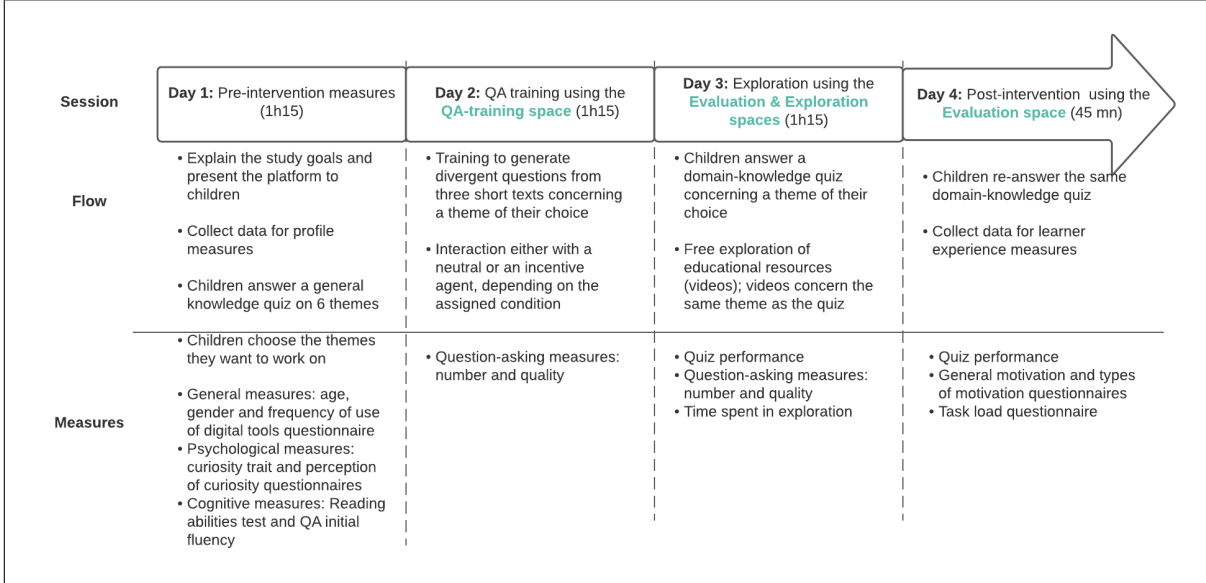 Session
Day 1: Pre-intervention measures
(1h15)
Day 2: QA training using the
QA-training space (1h15)
Day 3: Exploration using the
Evaluation & Exploration
spaces (1h15)
Day 4: Post-intervention using the
Evaluation space (45 mn)
Flow
• Explain the study goals and
present the platform to
children
• Collect data for profile
measures
• Children answer a general
knowledge quiz on 6 themes
• Children choose the themes
they want to work on
• Training to generate
divergent questions from
three short texts concerning
a theme of their choice
• Interaction either with a
neutral or an incentive
agent, depending on the
assigned condition
• Children answer a
domain-knowledge quiz
concerning a theme of their
choice
• Free exploration of
educational resources
(videos); videos concern the
same theme as the quiz
• Children re-answer the same
domain-knowledge quiz
• Collect data for learner
experience measures
Measures
• General measures: age,
gender and frequency of use
of digital tools questionnaire
• Psychological measures:
curiosity trait and perception
of curiosity questionnaires
• Cognitive measures: Reading
abilities test and QA initial
fluency
• Question-asking measures:
number and quality
• Quiz performance
• Question-asking measures:
number and quality
• Time spent in exploration
• Quiz performance
• General motivation and types
of motivation questionnaires
• Task load questionnaire